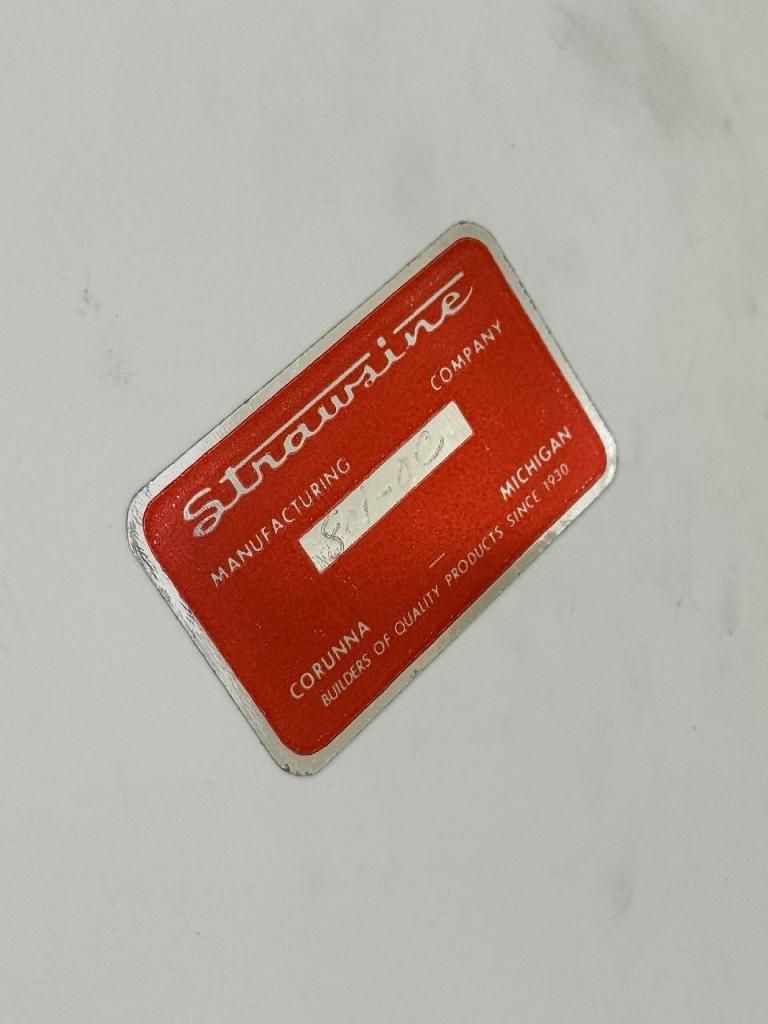 Strawsine
MANUFACTURING COMPANY
CORUNNA MICHIGAN
BUILDERS OF QUALITY PRODUCTS SINCE 1930